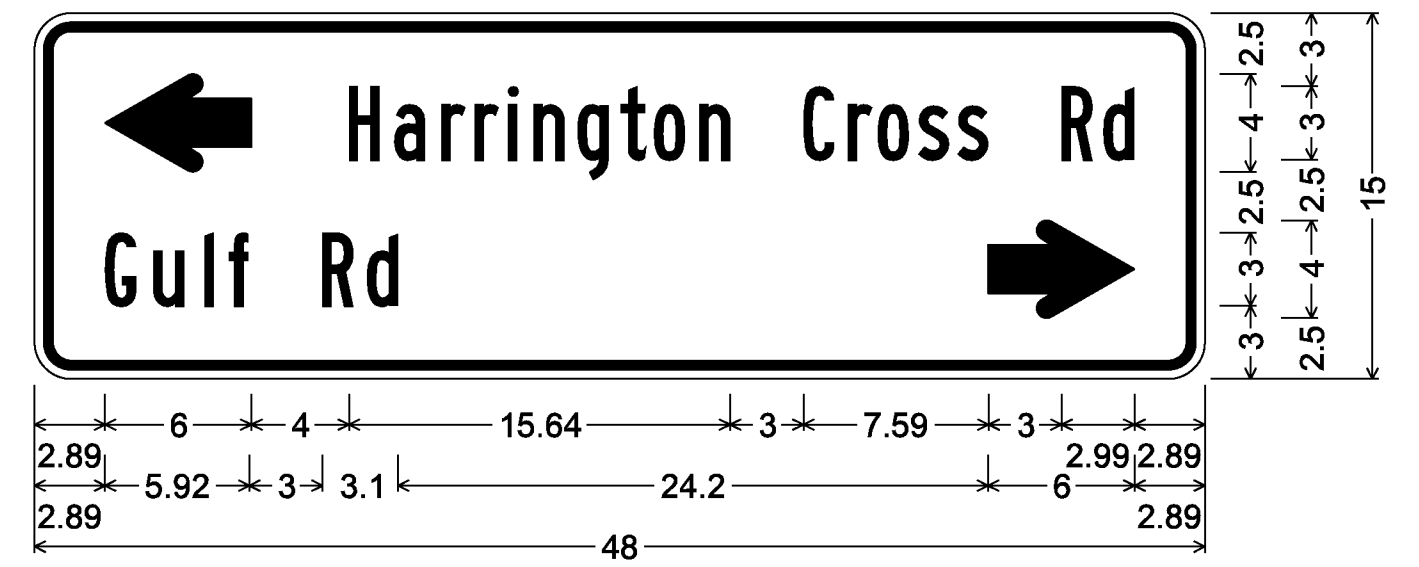 Harrington Cross Rd
Gulf Rd
2.5 4 2.5 3 3
3 3 2.5 4 2.5
15
2.89 6 4 15.64 3 7.59 3 2.99 2.89
2.89 5.92 3 3.1 24.2 6 2.89
48